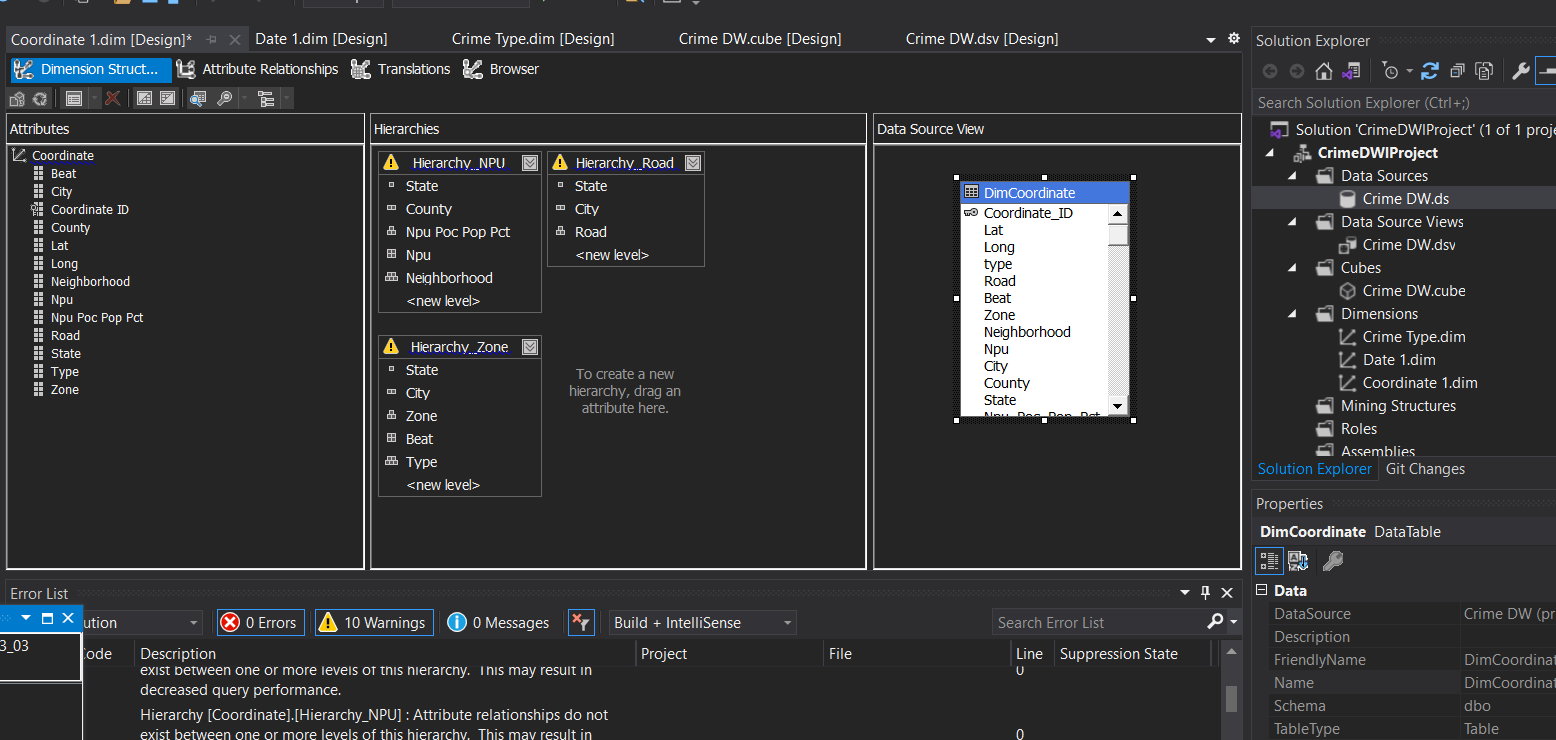 Coordinate 1.dim [Design]*
Date 1.dim [Design]
Crime Type.dim [Design]
Crime DW.cube [Design]
Crime DW.dsv [Design]
Dimension Struct...
Attribute Relationships
Translations
Browser
Attributes
Coordinate
Beat
City
Coordinate ID
County
Lat
Long
Neighborhood
Npu
Npu Poc Pop Pct
Road
State
Type
Zone
Hierarchies
Hierarchy_NPU
State
County
Npu Poc Pop Pct
Npu
Neighborhood
<new level>
Hierarchy_Road
State
City
Road
<new level>
Hierarchy_Zone
State
City
Zone
Beat
Type
<new level>
To create a new
hierarchy, drag an
attribute here.
Data Source View
DimCoordinate
Coordinate_ID
Lat
Long
type
Road
Beat
Zone
Neighborhood
Npu
City
County
State
Npu_Poc_Pop_Pct
Solution Explorer
Search Solution Explorer (Ctrl+;)
Solution 'CrimeDWIProject' (1 of 1 proje
CrimeDWIProject
Data Sources
Crime DW.ds
Data Source Views
Crime DW.dsv
Cubes
Crime DW.cube
Dimensions
Crime Type.dim
Date 1.dim
Coordinate 1.dim
Mining Structures
Roles
Assemblies
Solution Explorer
Git Changes
Properties
DimCoordinate DataTable
Data
DataSource Crime DW (pr
Description
FriendlyName DimCoordinat
Name DimCoordinat
Schema dbo
TableType Table
Error List
ution
0 Errors
10 Warnings
0 Messages
Build + IntelliSense
Search Error List
3_03
ode
Description
Project
File
Line
Suppression State
exist between one or more levels of this hierarchy. This may result in
decreased query performance.
0
Hierarchy [Coordinate].[Hierarchy_NPU] : Attribute relationships do not
exist between one or more levels of this hierarchy. This may result in
0